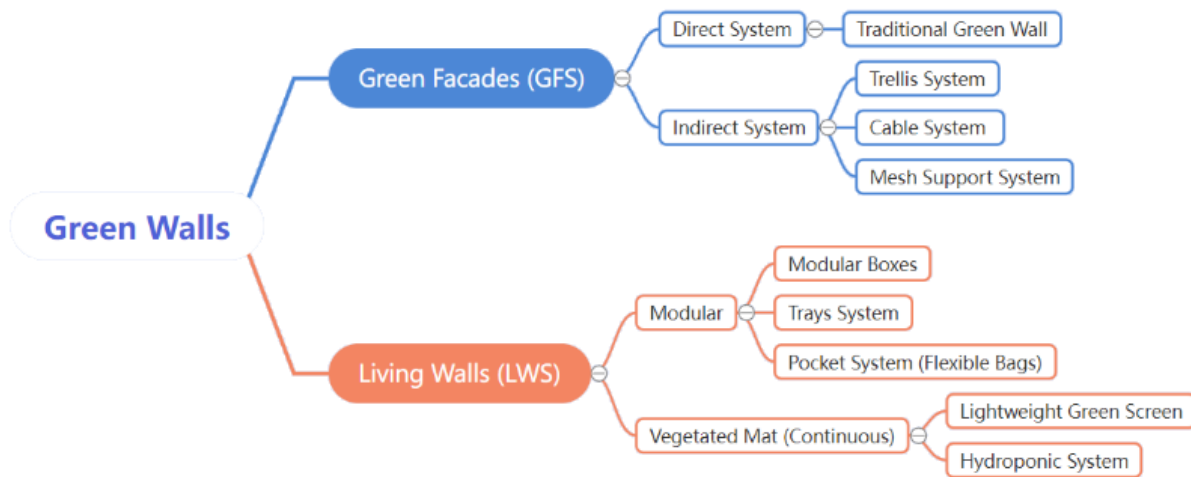 Green Walls
Green Facades (GFS)
Direct System
Traditional Green Wall
Indirect System
Trellis System
Cable System
Mesh Support System
Living Walls (LWS)
Modular
Modular Boxes
Trays System
Pocket System (Flexible Bags)
Vegetated Mat (Continuous)
Lightweight Green Screen
Hydroponic System